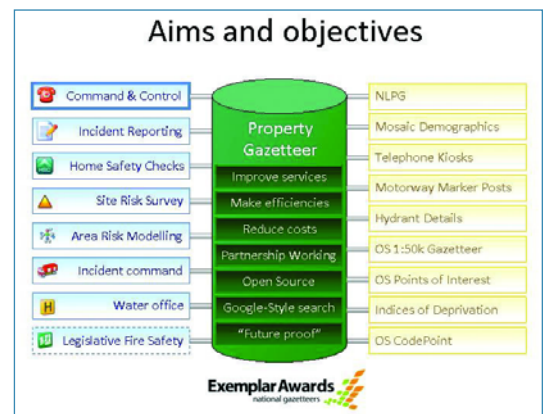 Aims and objectives
Command & Control
Incident Reporting
Home Safety Checks
Site Risk Survey
Area Risk Modelling
Incident command
H
Water office
Legislative Fire Safety
Property
Gazetteer
Improve services
Make efficiencies
Reduce costs
Partnership Working
Open Source
Google-Style search
"Future proof"
NLPG
Mosaic Demographics
Telephone Kiosks
Motorway Marker Posts
Hydrant Details
OS 1:50k Gazetteer
OS Points of Interest
Indices of Deprivation
OS CodePoint
Exemplar Awards
national gazetteers